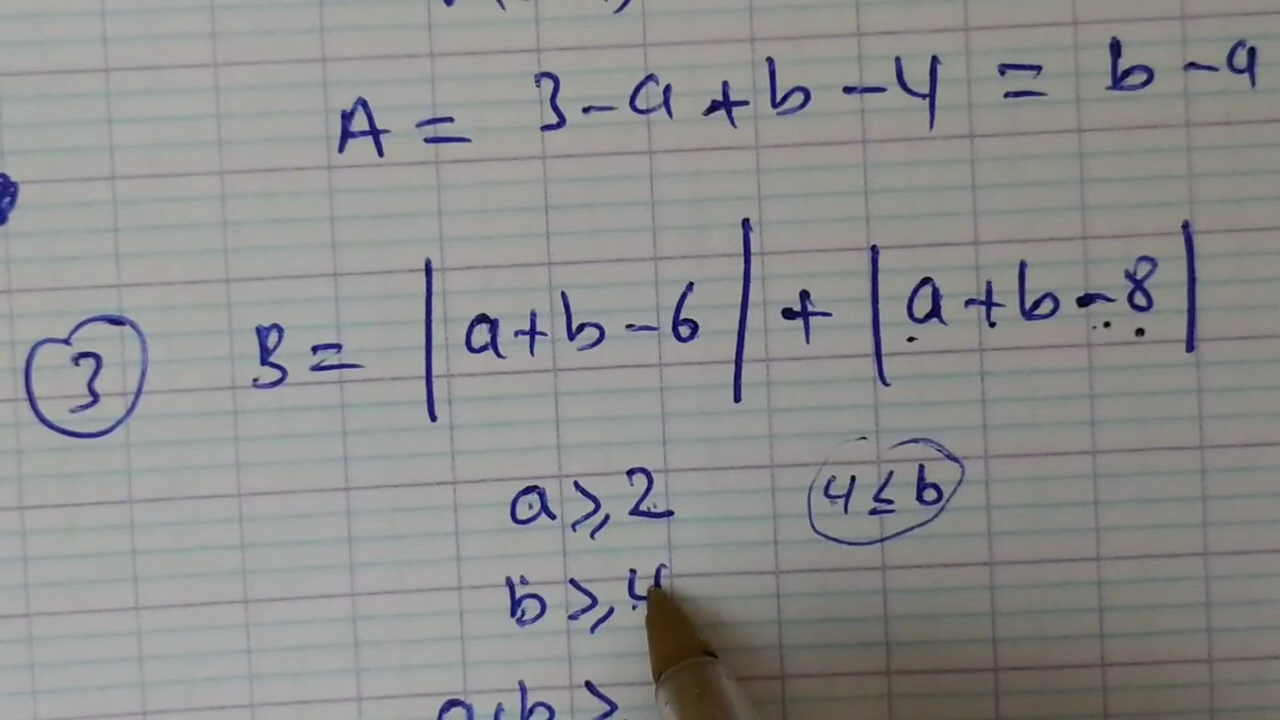 A = 3 - a + b - 4 = b - a
③ B = |a + b - 6| + |a + b - 8|
a ⩾ 2 4 ≤ b
b ⩾ 4
a+b ⩾